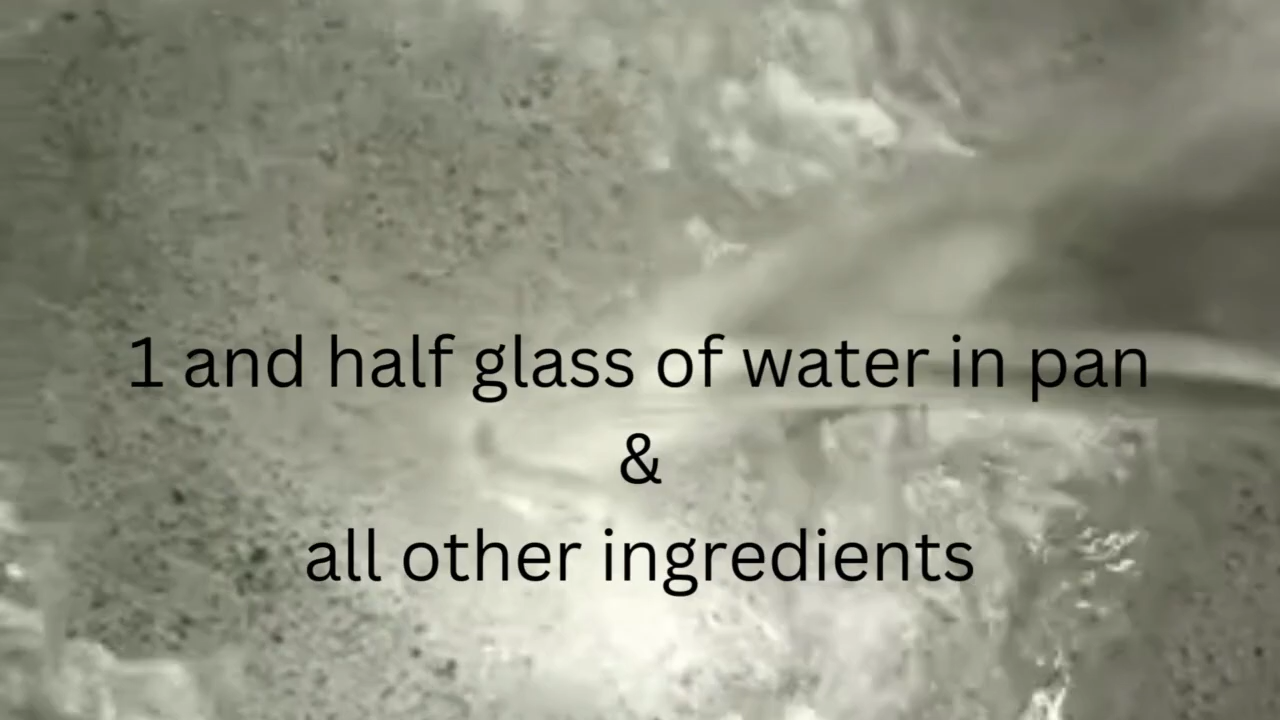 1 and half glass of water in pan
&
all other ingredients